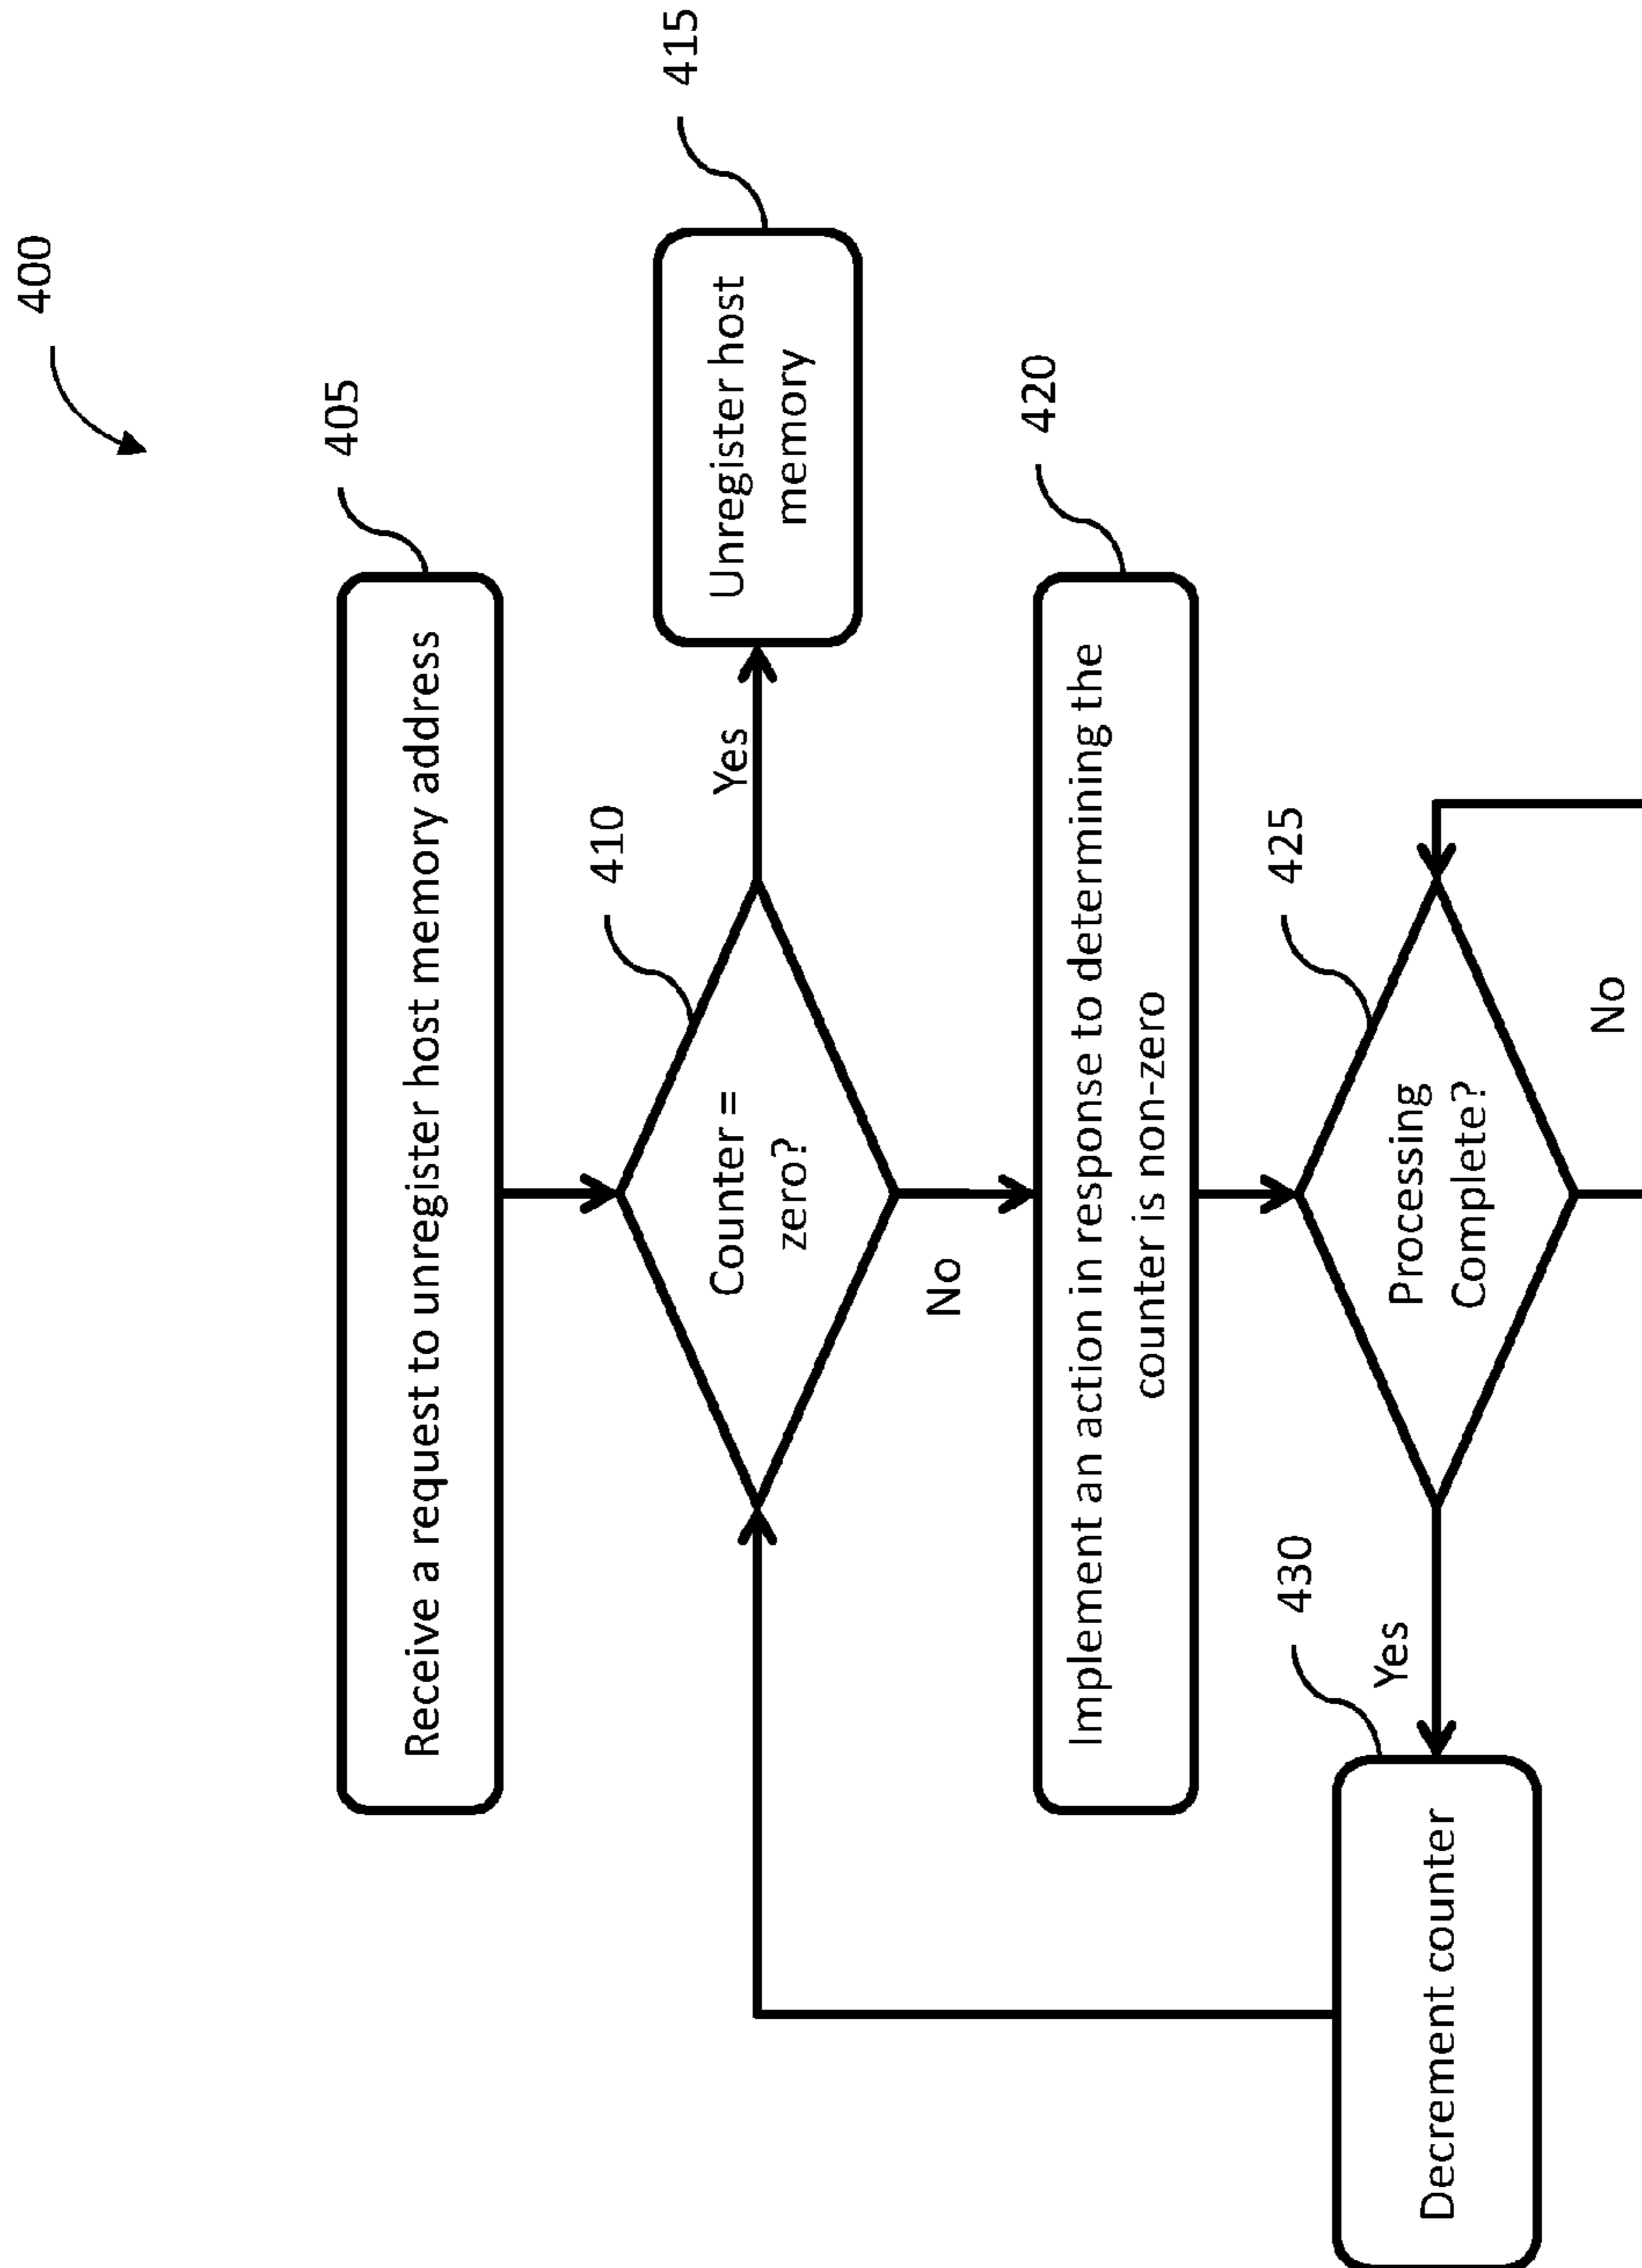 400
405
Receive a request to unregister host memory address
410
Counter =
zero?
Yes
415
Unregister host
memory
No
420
Implement an action in response to determining the
counter is non-zero
425
Processing
Complete?
No
Yes
430
Decrement counter